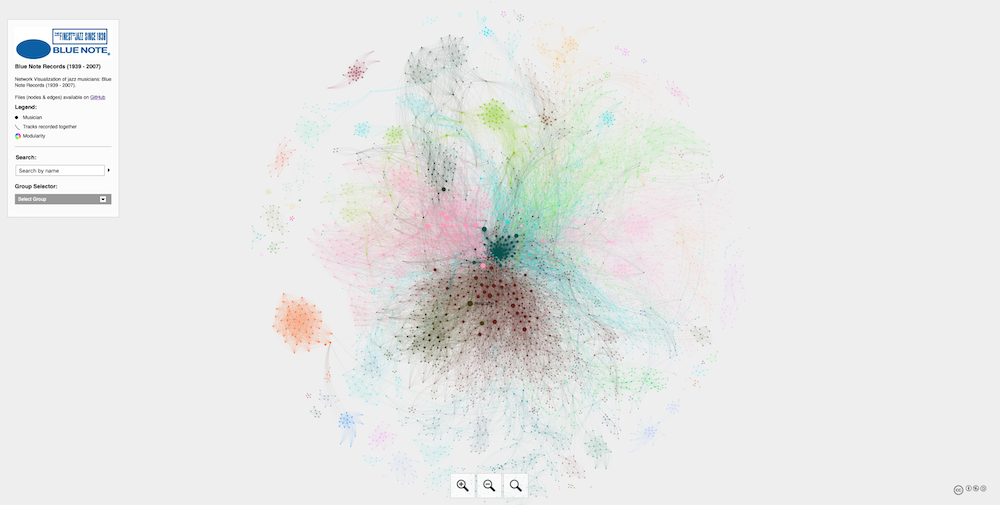 FINEST IN JAZZ SINCE 1939
BLUE NOTE
Blue Note Records (1939 - 2007)
Network Visualization of jazz musicians: Blue
Note Records (1939 - 2007).
Files (nodes & edges) available on GitHub
Legend:
Musician
Tracks recorded together
Modularity
Search:
Search by name
Group Selector:
Select Group
cc